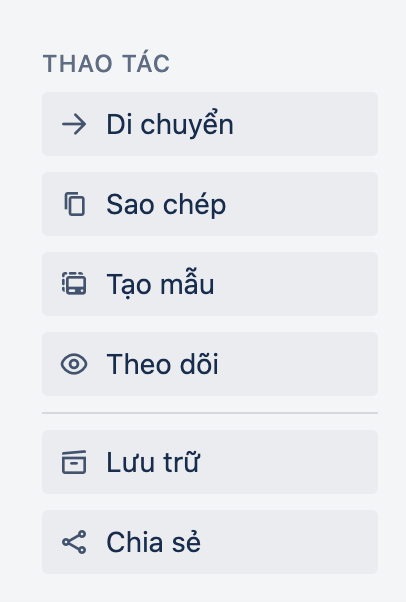 THAO TÁC
Di chuyển
Sao chép
Tạo mẫu
Theo dõi
Lưu trữ
Chia sẻ